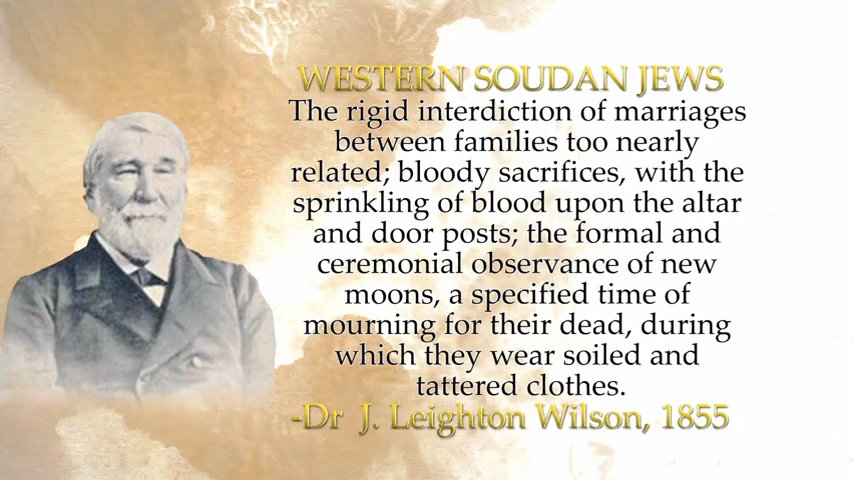 WESTERN SOUDAN JEWS
The rigid interdiction of marriages
between families too nearly
related; bloody sacrifices, with the
sprinkling of blood upon the altar
and door posts; the formal and
ceremonial observance of new
moons, a specified time of
mourning for their dead, during
which they wear soiled and
tattered clothes.
-Dr J. Leighton Wilson, 1855